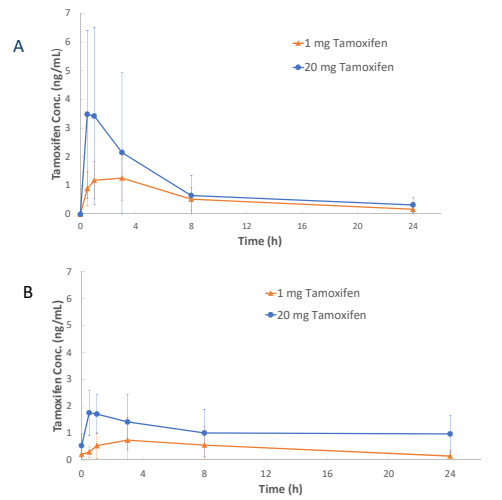 A
Tamoxifen Conc. (ng/mL)
7
6
5
4
3
2
1
0
1 mg Tamoxifen
20 mg Tamoxifen
0 4 8 12 16 20 24
Time (h)
B
Tamoxifen Conc. (ng/mL)
7
6
5
4
3
2
1
0
1 mg Tamoxifen
20 mg Tamoxifen
0 4 8 12 16 20 24
Time (h)